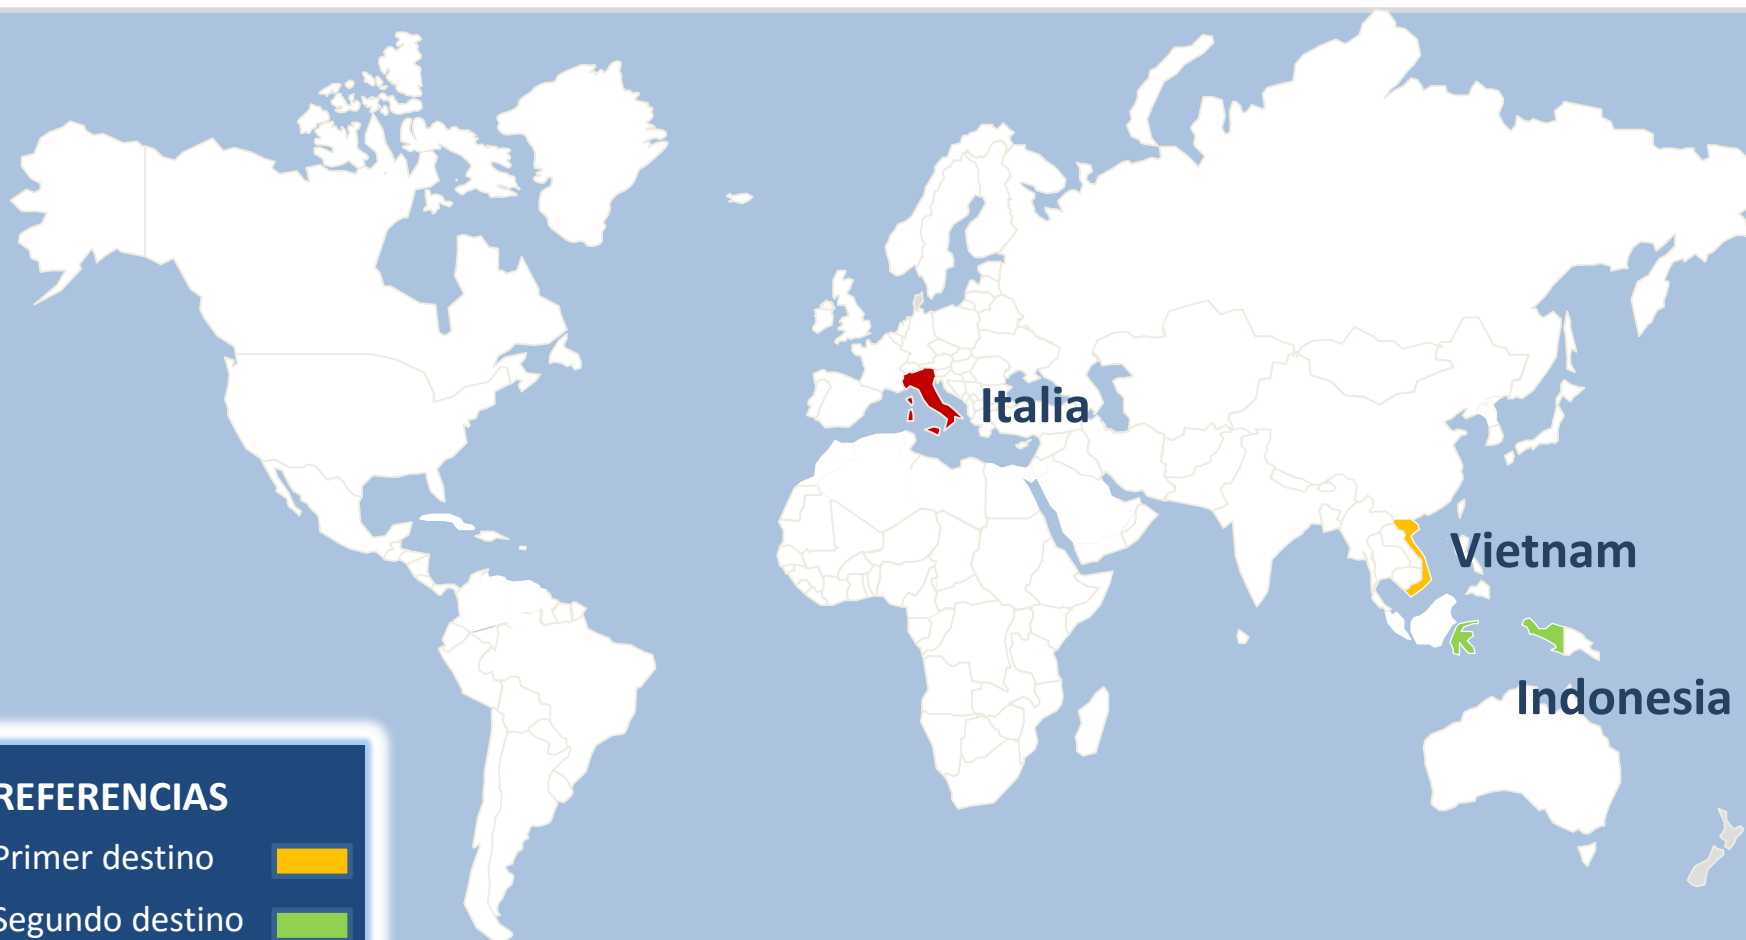 Italia
Vietnam
Indonesia
REFERENCIAS
Primer destino
Segundo destino